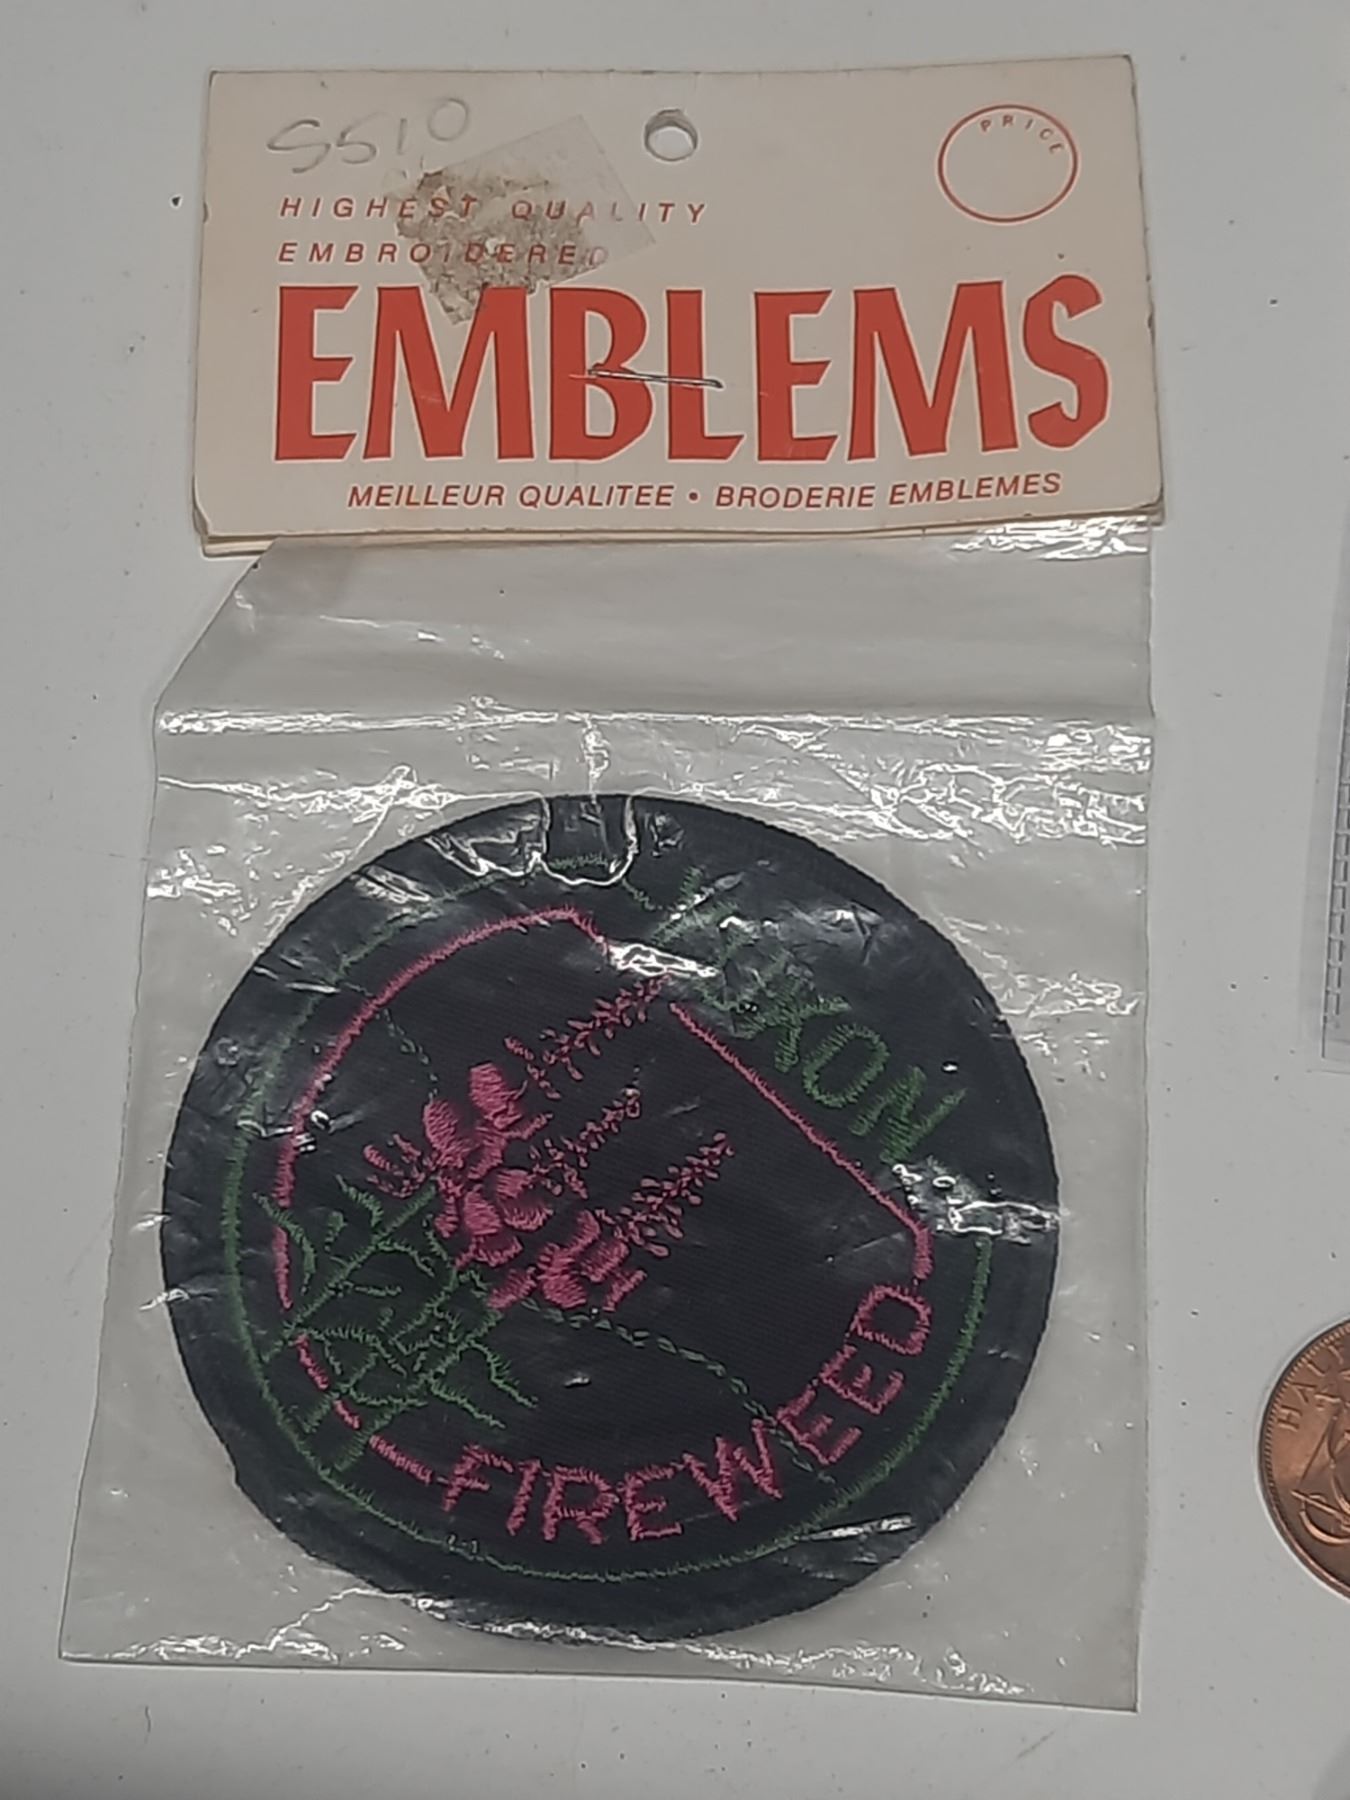 SS10
PRICE
HIGHEST QUALITY
EMBROIDERED
EMBLEMS
MEILLEUR QUALITEE • BRODERIE EMBLEMES
YUKON
FIREWEED